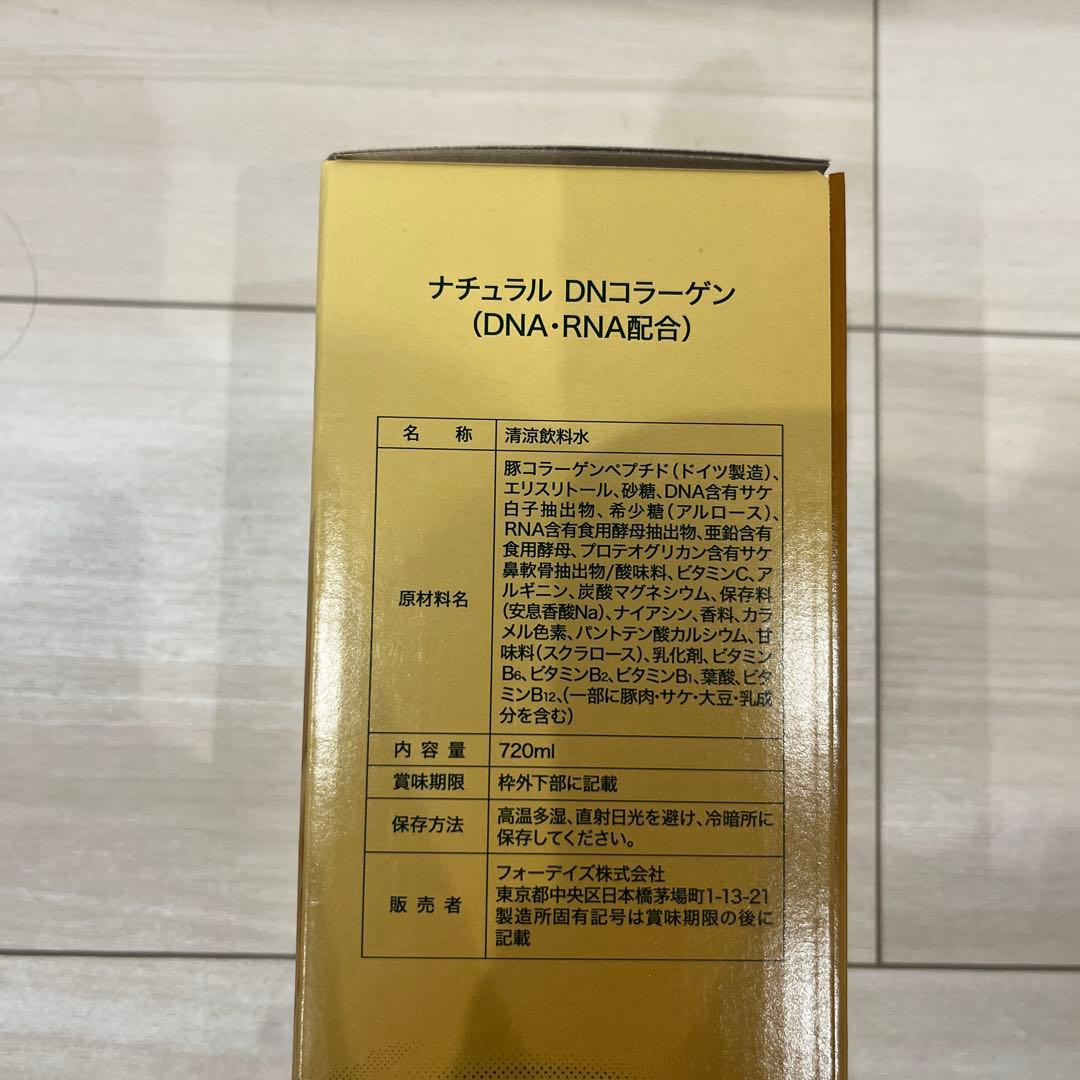 ナチュラル DNコラーゲン
(DNA・RNA配合)
名 称
清涼飲料水
原材料名
豚コラーゲンペプチド(ドイツ製造)、
エリスリトール、砂糖、DNA含有サケ
白子抽出物、希少糖(アルロース)、
RNA含有食用酵母抽出物、亜鉛含有
食用酵母、プロテオグリカン含有サケ
鼻軟骨抽出物/酸味料、ビタミンC、ア
ルギニン、炭酸マグネシウム、保存料
(安息香酸Na)、ナイアシン、香料、カラ
メル色素、パントテン酸カルシウム、甘
味料(スクラロース)、乳化剤、ビタミン
B₆、ビタミンB₂、ビタミンB₁、葉酸、ビタ
ミンB₁₂、(一部に豚肉・サケ・大豆・乳成
分を含む)
内容量
720ml
賞味期限
枠外下部に記載
保存方法
高温多湿、直射日光を避け、冷暗所に
保存してください。
販売者
フォーデイズ株式会社
東京都中央区日本橋茅場町1-13-21
製造所固有記号は賞味期限の後に
記載